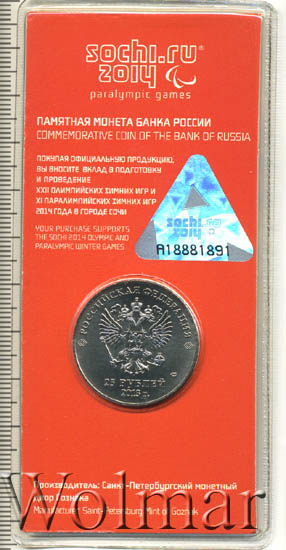 sochi.ru
2014
paralympic games
ПАМЯТНАЯ МОНЕТА БАНКА РОССИИ
COMMEMORATIVE COIN OF THE BANK OF RUSSIA
ПОКУПАЯ ОФИЦИАЛЬНУЮ ПРОДУКЦИЮ,
ВЫ ВНОСИТЕ ВКЛАД В ПОДГОТОВКУ
И ПРОВЕДЕНИЕ
XXII ОЛИМПИЙСКИХ ЗИМНИХ ИГР И
XI ПАРАЛИМПИЙСКИХ ЗИМНИХ ИГР
2014 ГОДА В ГОРОДЕ СОЧИ
YOUR PURCHASE SUPPORTS
THE SOCHI 2014 OLYMPIC AND
PARALYMPIC WINTER GAMES
sochi
2014
A18881891
РОССИЙСКАЯ ФЕДЕРАЦИЯ
25 РУБЛЕЙ
2013 г.
Производитель: Санкт-Петербургский монетный
двор Гознака
Manufacturer: Saint-Petersburg Mint of Goznak
Wolmar